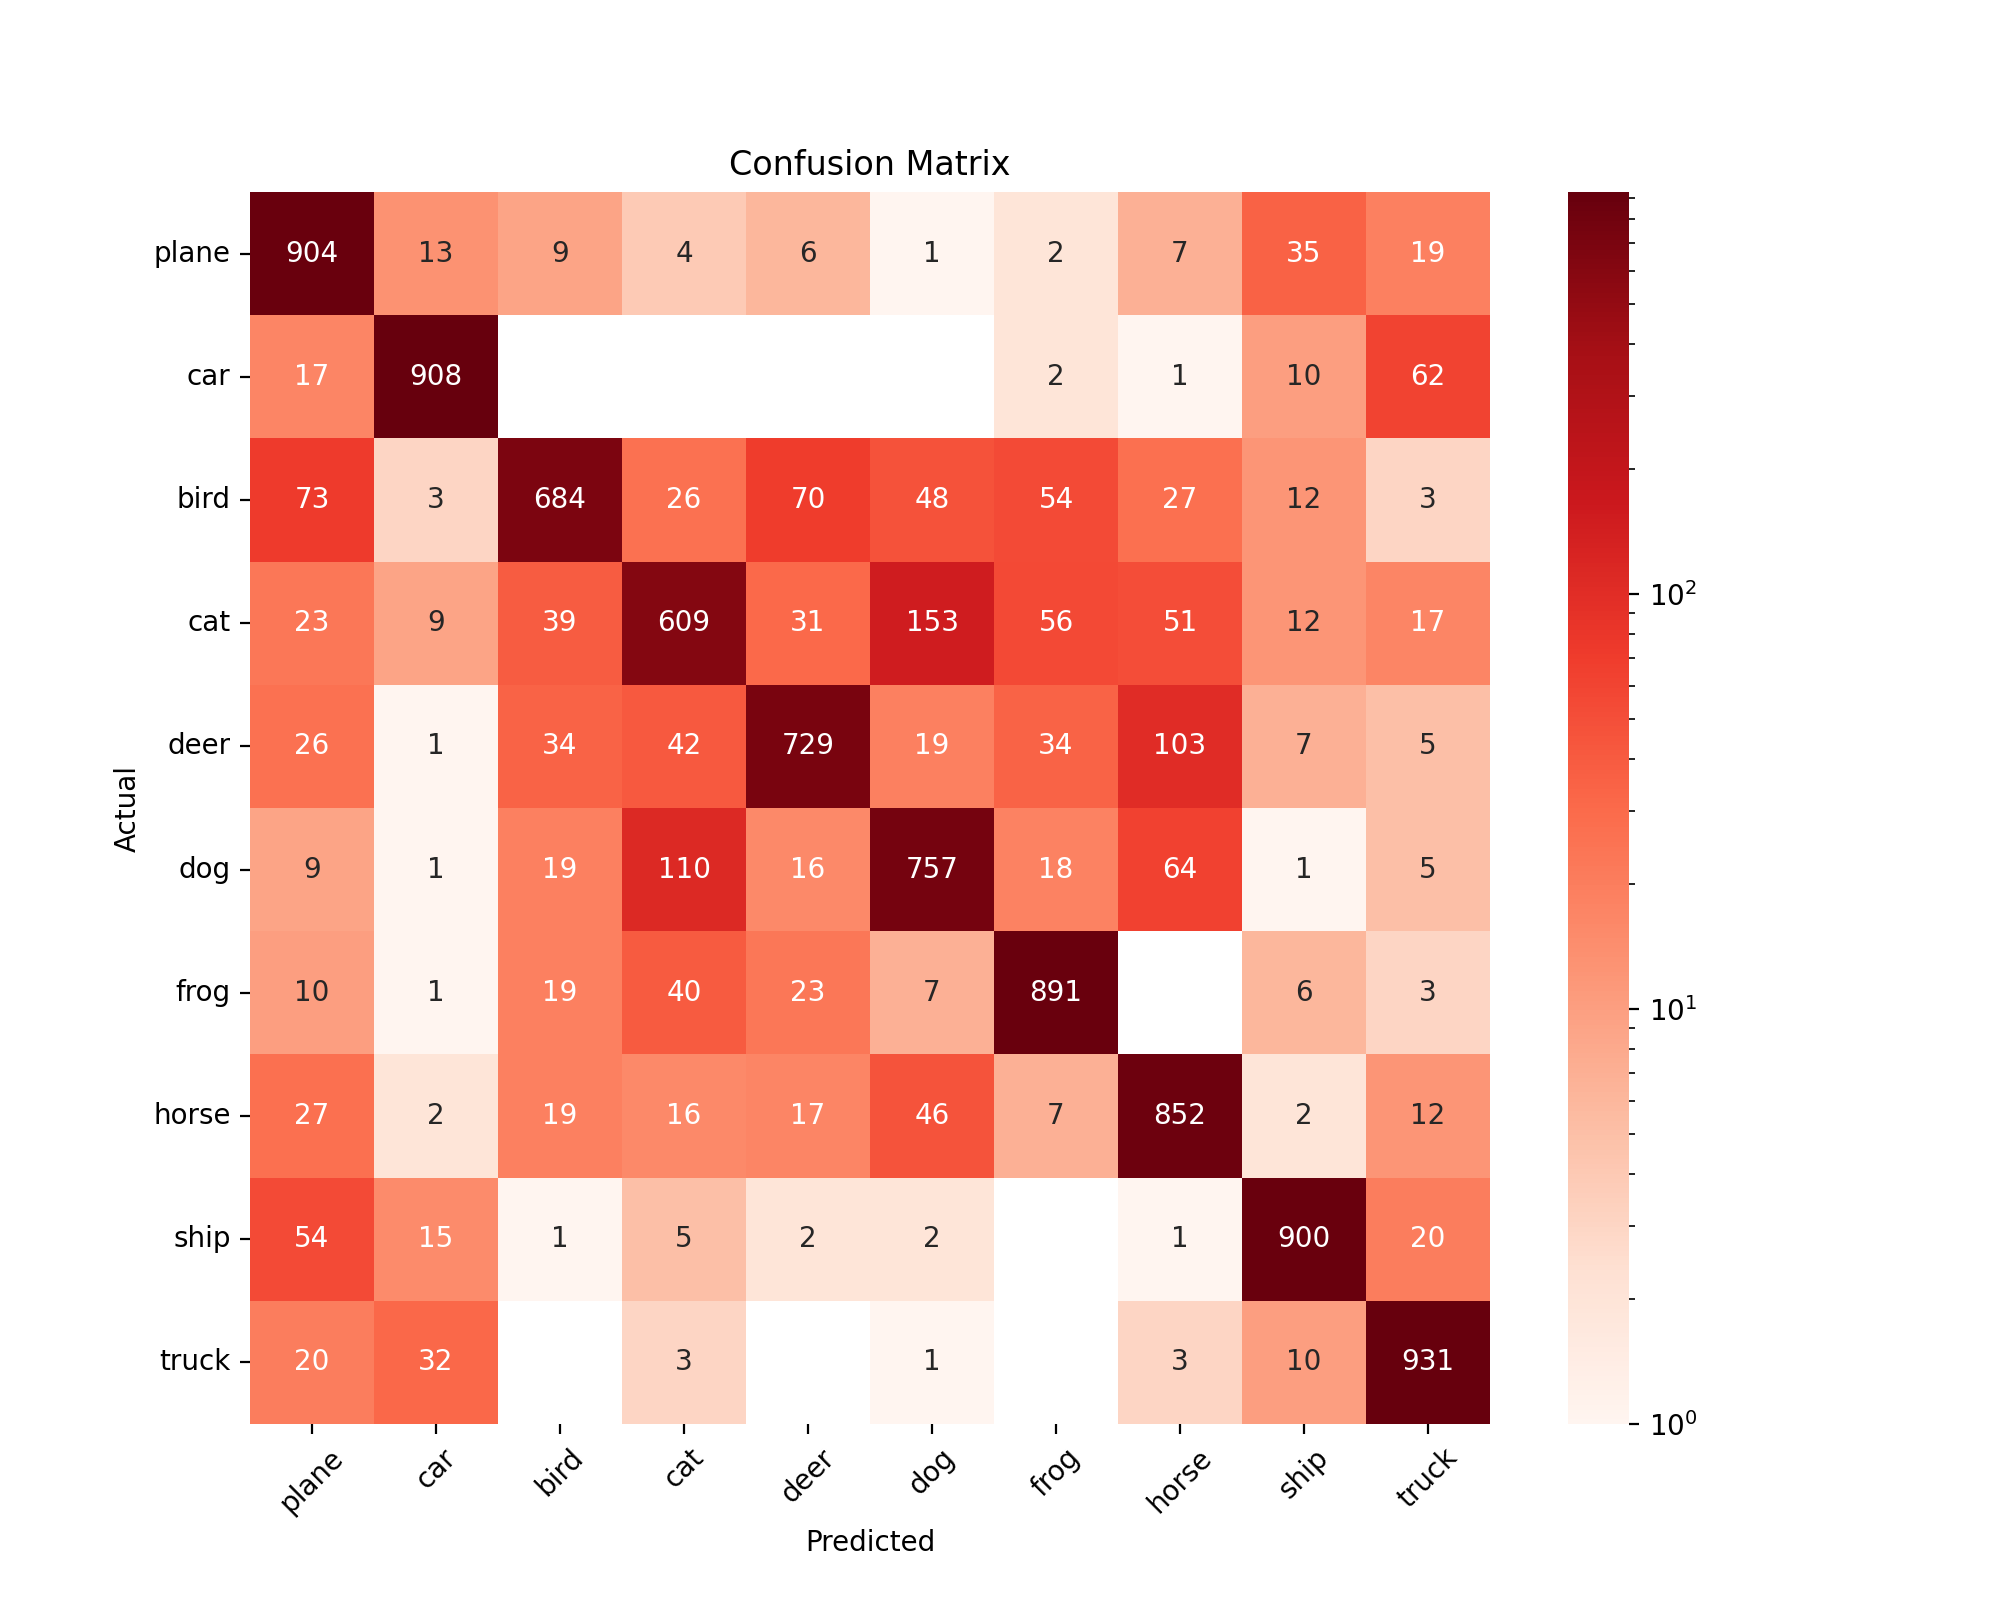 Confusion Matrix
plane 904 13 9 4 6 1 2 7 35 19
car 17 908 2 1 10 62
bird 73 3 684 26 70 48 54 27 12 3
cat 23 9 39 609 31 153 56 51 12 17
10²
deer 26 1 34 42 729 19 34 103 7 5
Actual
dog 9 1 19 110 16 757 18 64 1 5
frog 10 1 19 40 23 7 891 6 3
10¹
horse 27 2 19 16 17 46 7 852 2 12
ship 54 15 1 5 2 2 1 900 20
truck 20 32 3 1 3 10 931
10⁰
plane car bird cat deer dog frog horse ship truck
Predicted